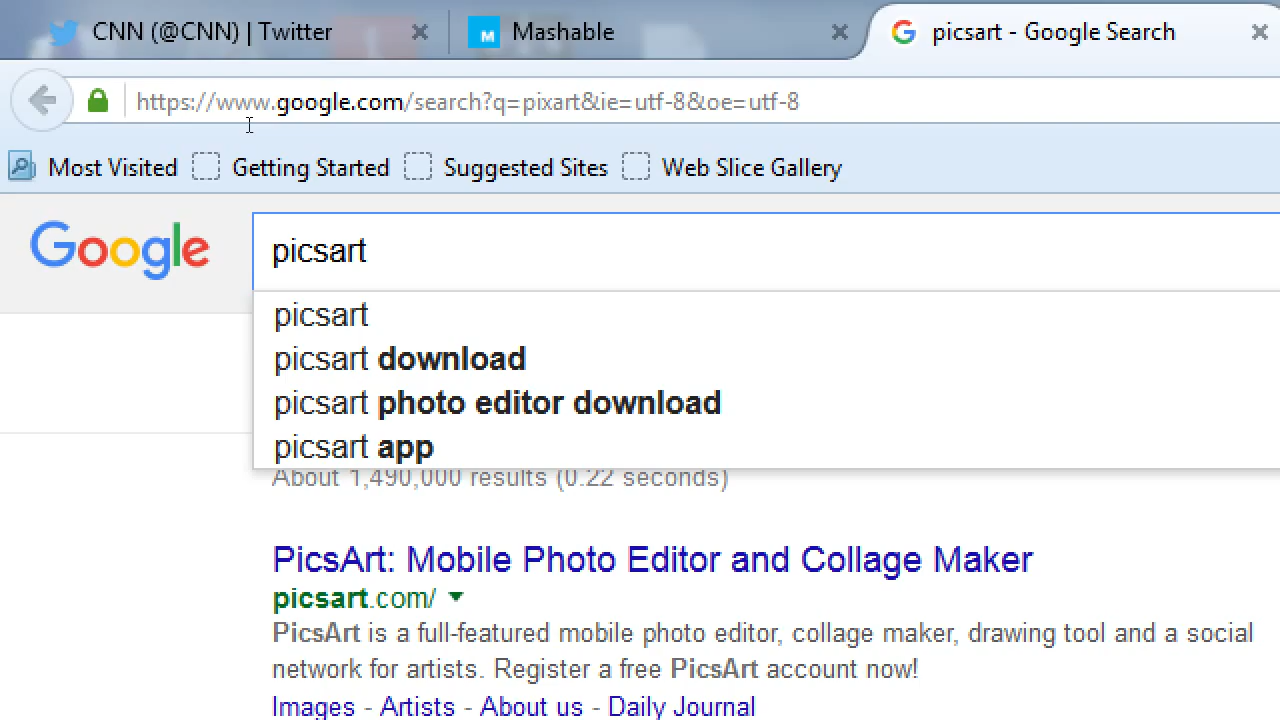 CNN (@CNN) | Twitter Mashable picsart - Google Search
https://www.google.com/search?q=pixart&ie=utf-8&oe=utf-8
Most Visited Getting Started Suggested Sites Web Slice Gallery
Google picsart
picsart
picsart download
picsart photo editor download
picsart app
About 1,490,000 results (0.22 seconds)
PicsArt: Mobile Photo Editor and Collage Maker
picsart.com/
PicsArt is a full-featured mobile photo editor, collage maker, drawing tool and a social
network for artists. Register a free PicsArt account now!
Images - Artists - About us - Daily Journal